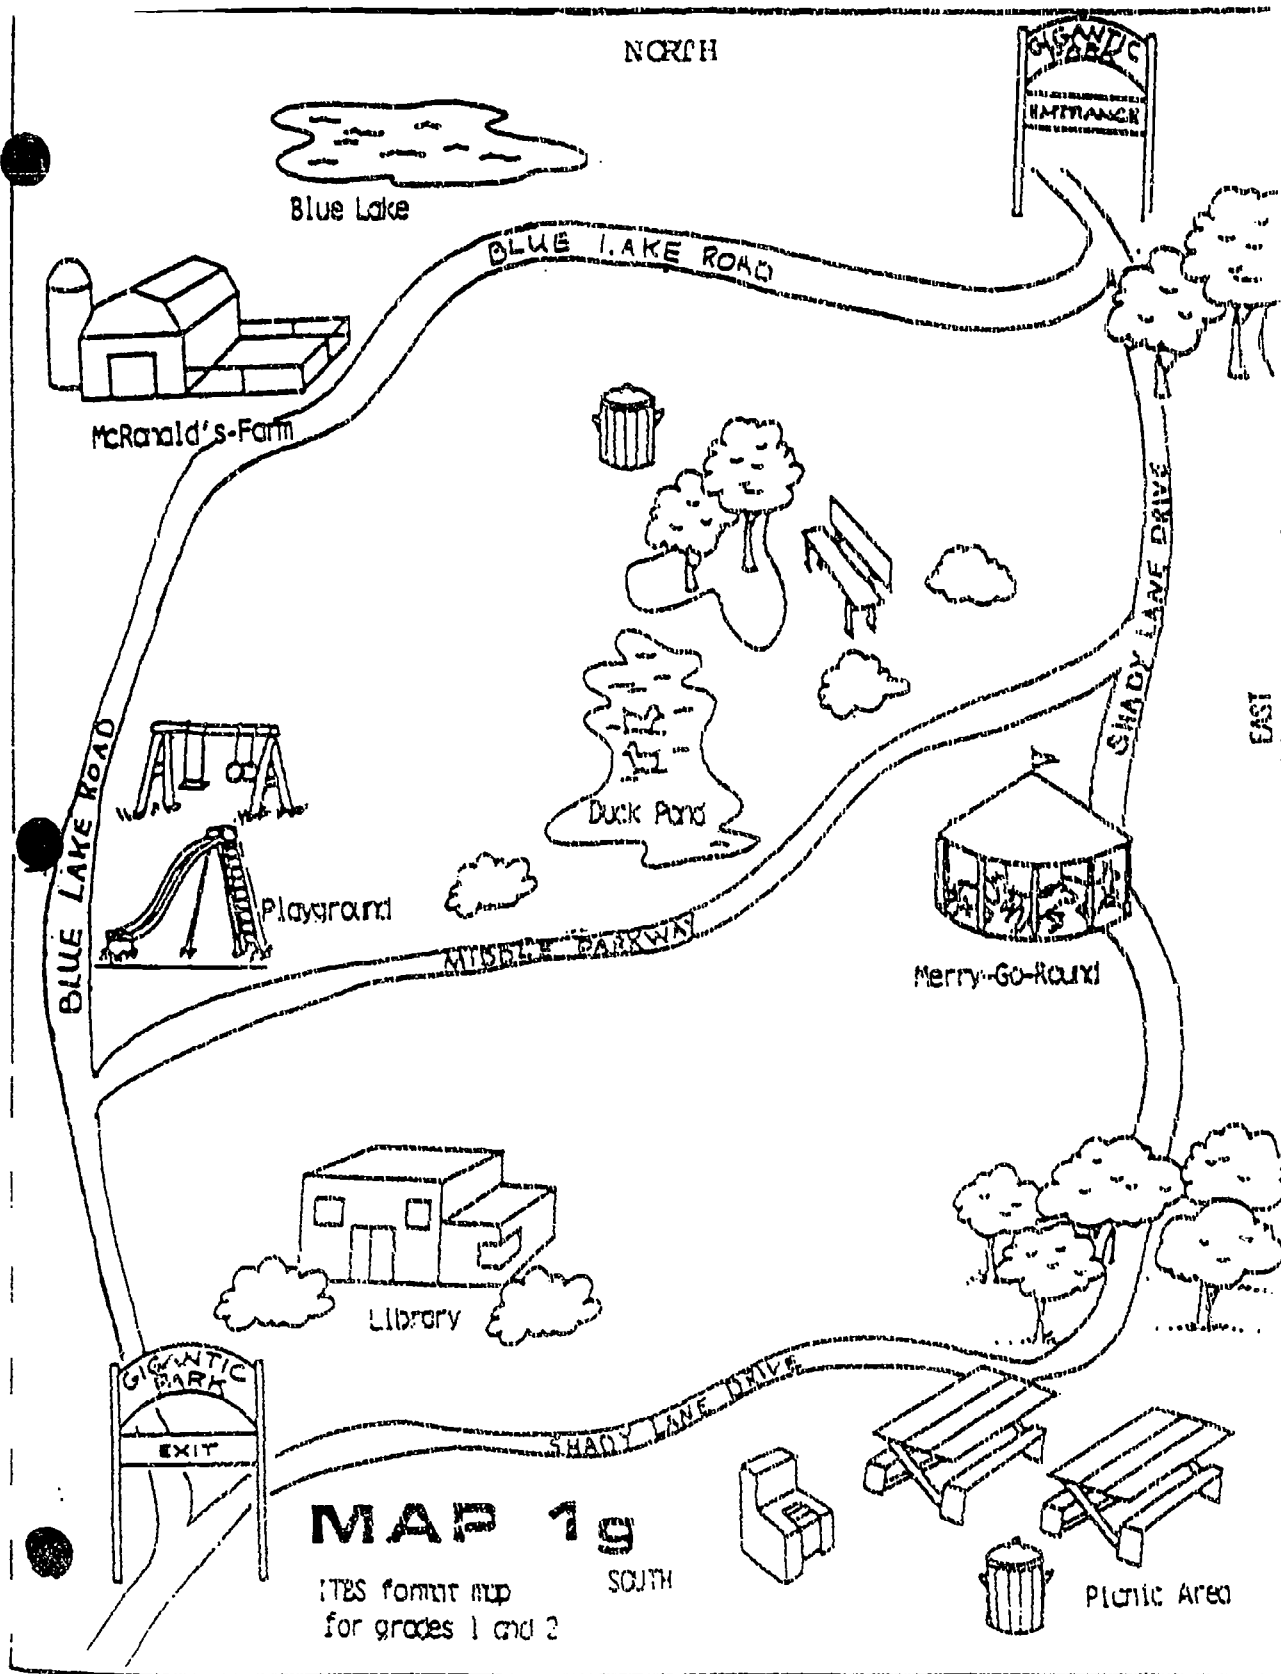 NORTH
GIGANTIC
PARK
ENTRANCE
Blue Lake
BLUE LAKE ROAD
McRonald's-Farm
SHADY LANE DRIVE
EAST
BLUE LAKE ROAD
Duck Pond
Playground
MIDDLE PARKWAY
Merry-Go-Round
Library
GIGANTIC
PARK
EXIT
SHADY LANE DRIVE
MAP 1g
SOUTH
ITBS format map
for grades 1 and 2
Picnic Area